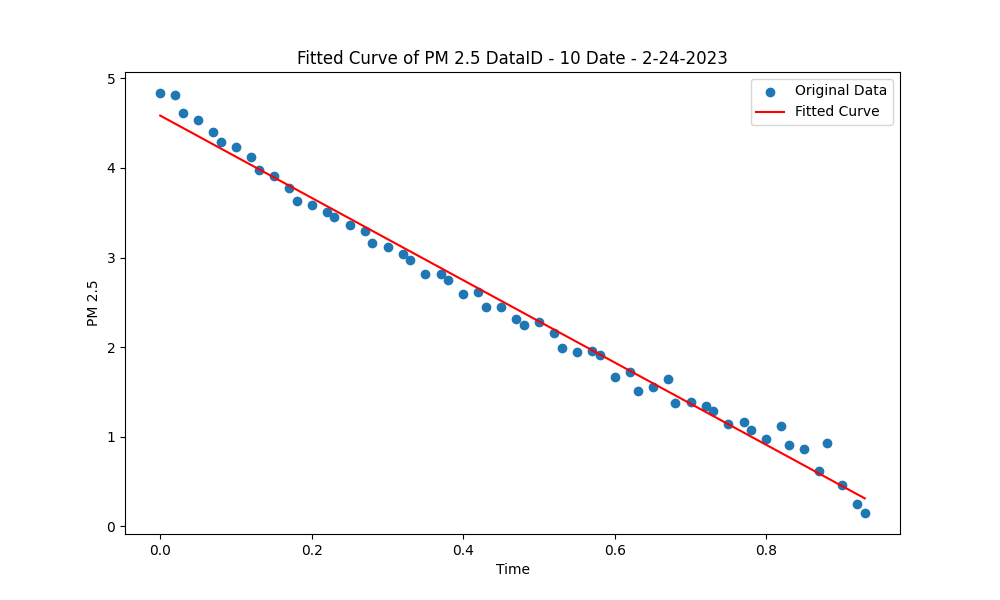 Fitted Curve of PM 2.5 DataID - 10 Date - 2-24-2023
Original Data
Fitted Curve
5
4
3
2
1
0
PM 2.5
0.0 0.2 0.4 0.6 0.8
Time